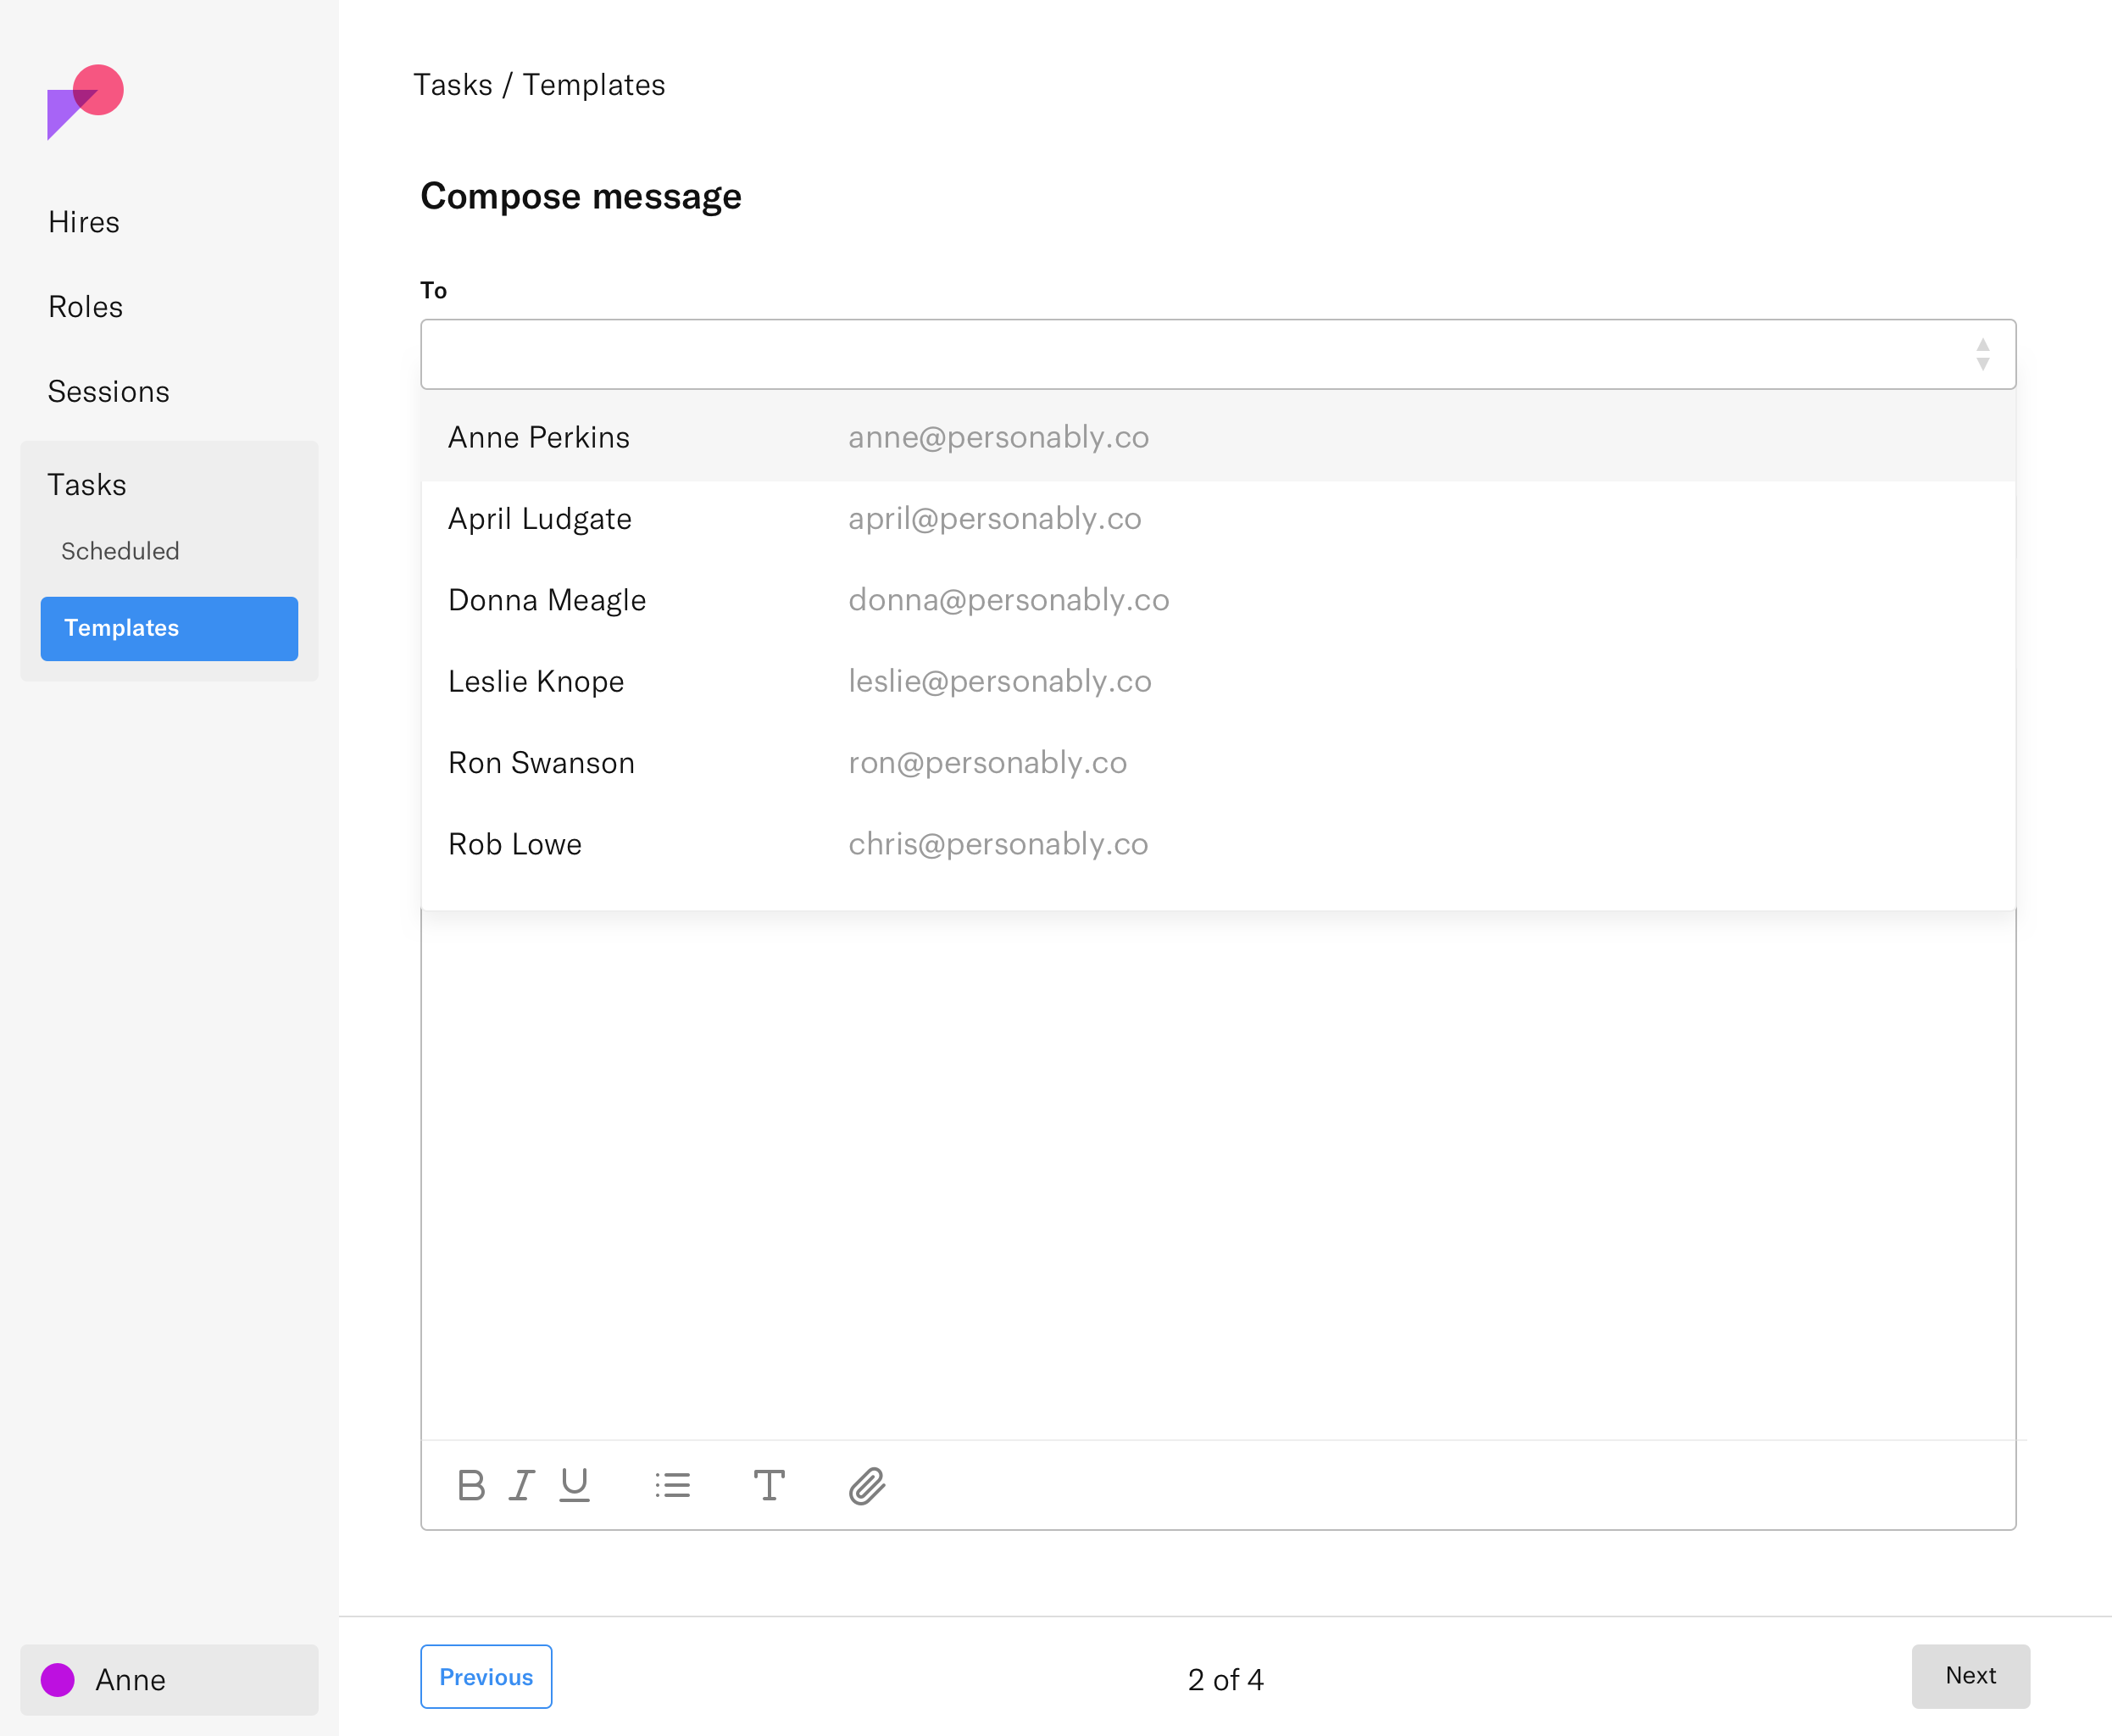 Hires
Roles
Sessions
Tasks
Scheduled
Templates
Anne
Tasks / Templates
Compose message
To
Anne Perkins anne@personably.co
April Ludgate april@personably.co
Donna Meagle donna@personably.co
Leslie Knope leslie@personably.co
Ron Swanson ron@personably.co
Rob Lowe chris@personably.co
B I U T
Previous 2 of 4 Next